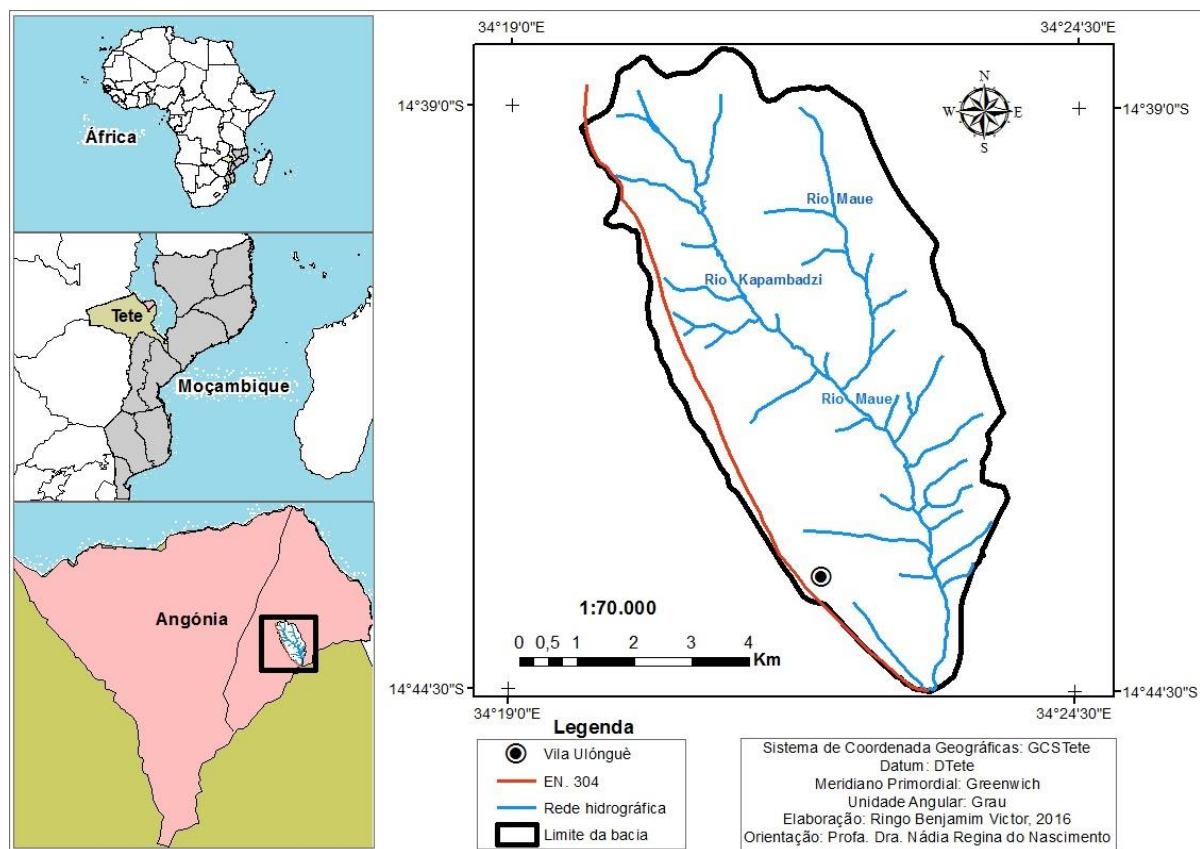 África
Tete
Moçambique
Angónia
34°19'0"E
34°24'30"E
14°39'0"S
14°39'0"S
N
W
E
S
Rio Maue
Rio Kapambadzi
Rio Maue
1:70.000
0 0,5 1 2 3 4
Km
14°44'30"S
14°44'30"S
34°19'0"E
34°24'30"E
Legenda
Vila Ulónguè
EN. 304
Rede hidrográfica
Limite da bacia
Sistema de Coordenada Geográficas: GCSTete
Datum: DTete
Meridiano Primordial: Greenwich
Unidade Angular: Grau
Elaboração: Ringo Benjamim Victor, 2016
Orientação: Profa. Dra. Nádia Regina do Nascimento